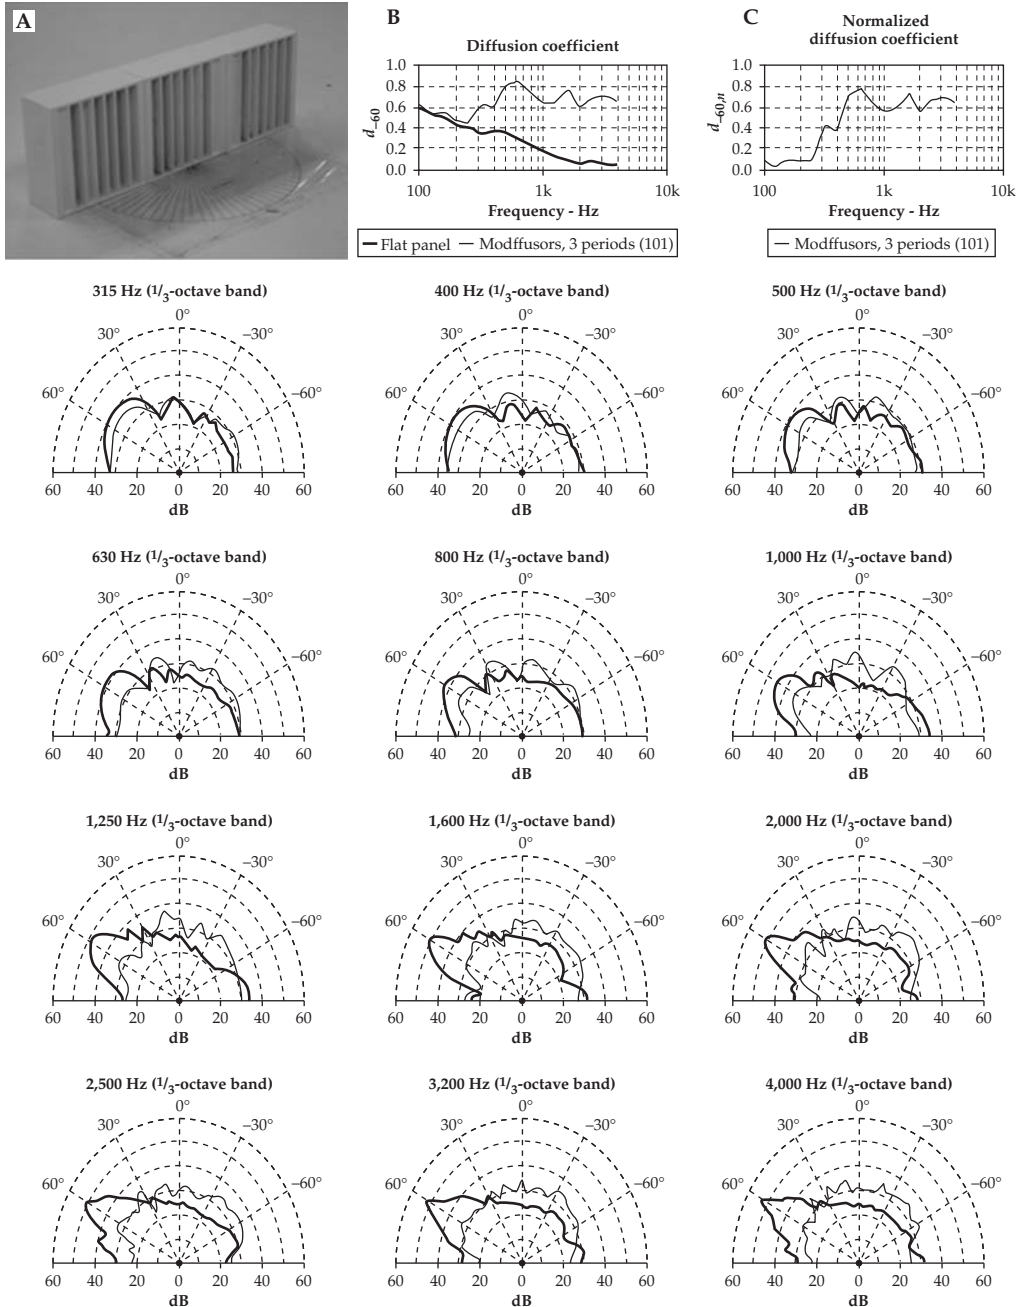 A
B
Diffusion coefficient
d–60
1.0
0.8
0.6
0.4
0.2
0.0
100
1k
10k
Frequency - Hz
Flat panel
Modffusors, 3 periods (101)
C
Normalized
diffusion coefficient
d–60,n
1.0
0.8
0.6
0.4
0.2
0.0
100
1k
10k
Frequency - Hz
Modffusors, 3 periods (101)
315 Hz (1/3-octave band)
0°
30°
–30°
60°
–60°
60 40 20 0 20 40 60
dB
400 Hz (1/3-octave band)
0°
30°
–30°
60°
–60°
60 40 20 0 20 40 60
dB
500 Hz (1/3-octave band)
0°
30°
–30°
60°
–60°
60 40 20 0 20 40 60
dB
630 Hz (1/3-octave band)
0°
30°
–30°
60°
–60°
60 40 20 0 20 40 60
dB
800 Hz (1/3-octave band)
0°
30°
–30°
60°
–60°
60 40 20 0 20 40 60
dB
1,000 Hz (1/3-octave band)
0°
30°
–30°
60°
–60°
60 40 20 0 20 40 60
dB
1,250 Hz (1/3-octave band)
0°
30°
–30°
60°
–60°
60 40 20 0 20 40 60
dB
1,600 Hz (1/3-octave band)
0°
30°
–30°
60°
–60°
60 40 20 0 20 40 60
dB
2,000 Hz (1/3-octave band)
0°
30°
–30°
60°
–60°
60 40 20 0 20 40 60
dB
2,500 Hz (1/3-octave band)
0°
30°
–30°
60°
–60°
60 40 20 0 20 40 60
dB
3,200 Hz (1/3-octave band)
0°
30°
–30°
60°
–60°
60 40 20 0 20 40 60
dB
4,000 Hz (1/3-octave band)
0°
30°
–30°
60°
–60°
60 40 20 0 20 40 60
dB